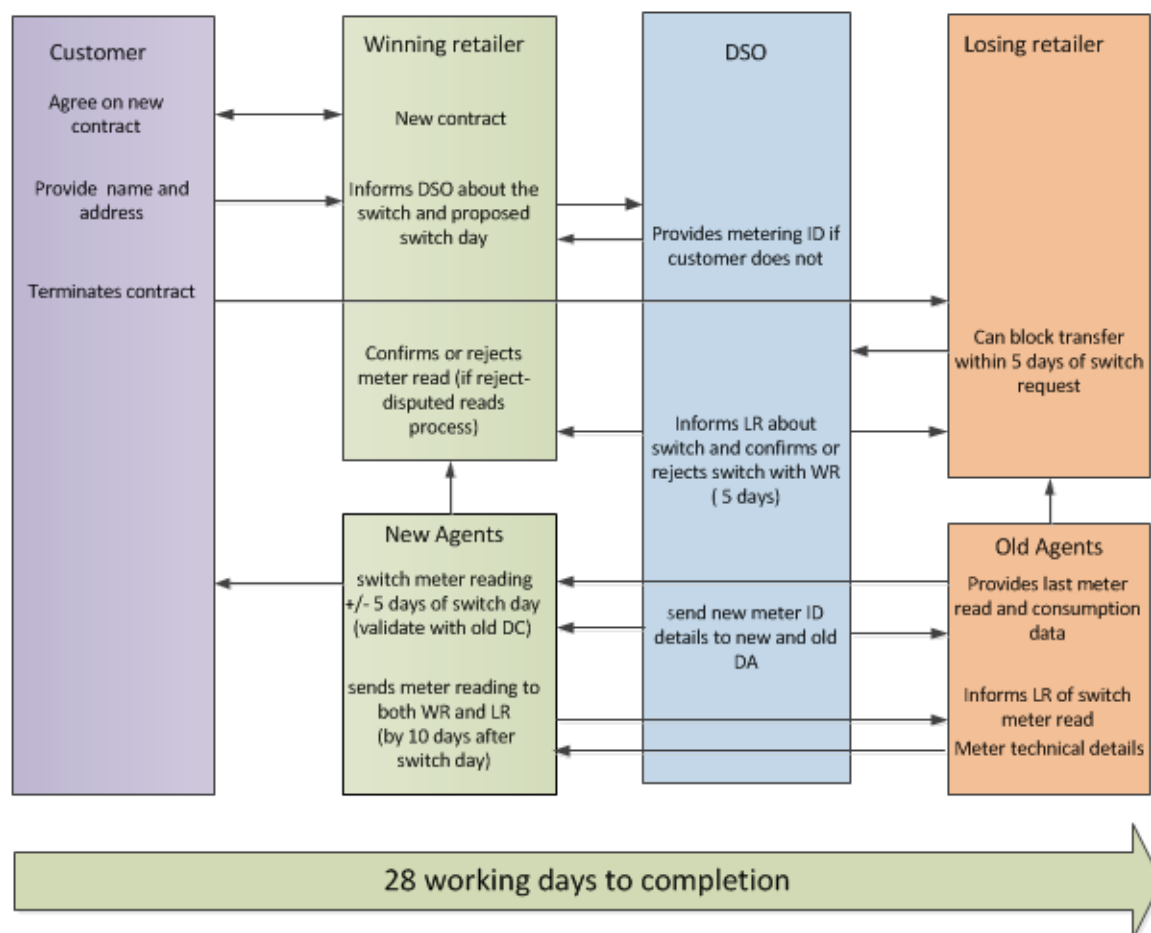 Customer
Agree on new
contract
Provide name and
address
Terminates contract
Winning retailer
New contract
Informs DSO about the
switch and proposed
switch day
Confirms or rejects
meter read (if reject-
disputed reads
process)
New Agents
switch meter reading
+/- 5 days of switch day
(validate with old DC)
sends meter reading to
both WR and LR
(by 10 days after
switch day)
DSO
Provides metering ID if
customer does not
Informs LR about
switch and confirms or
rejects switch with WR
( 5 days)
send new meter ID
details to new and old
DA
Losing retailer
Can block transfer
within 5 days of switch
request
Old Agents
Provides last meter
read and consumption
data
Informs LR of switch
meter read
Meter technical details
28 working days to completion